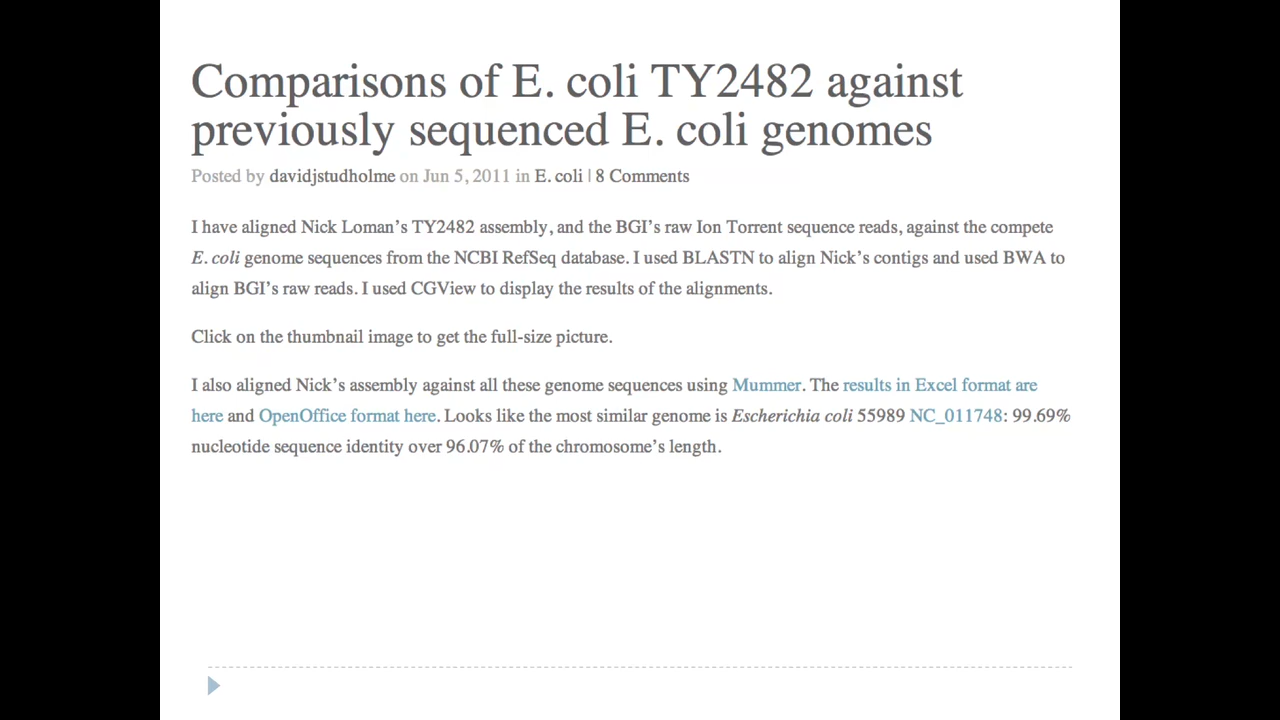 Comparisons of E. coli TY2482 against
previously sequenced E. coli genomes
Posted by davidjstudholme on Jun 5, 2011 in E. coli | 8 Comments
I have aligned Nick Loman’s TY2482 assembly, and the BGI’s raw Ion Torrent sequence reads, against the compete
E. coli genome sequences from the NCBI RefSeq database. I used BLASTN to align Nick’s contigs and used BWA to
align BGI’s raw reads. I used CGView to display the results of the alignments.
Click on the thumbnail image to get the full-size picture.
I also aligned Nick’s assembly against all these genome sequences using Mummer. The results in Excel format are
here and OpenOffice format here. Looks like the most similar genome is Escherichia coli 55989 NC_011748: 99.69%
nucleotide sequence identity over 96.07% of the chromosome’s length.